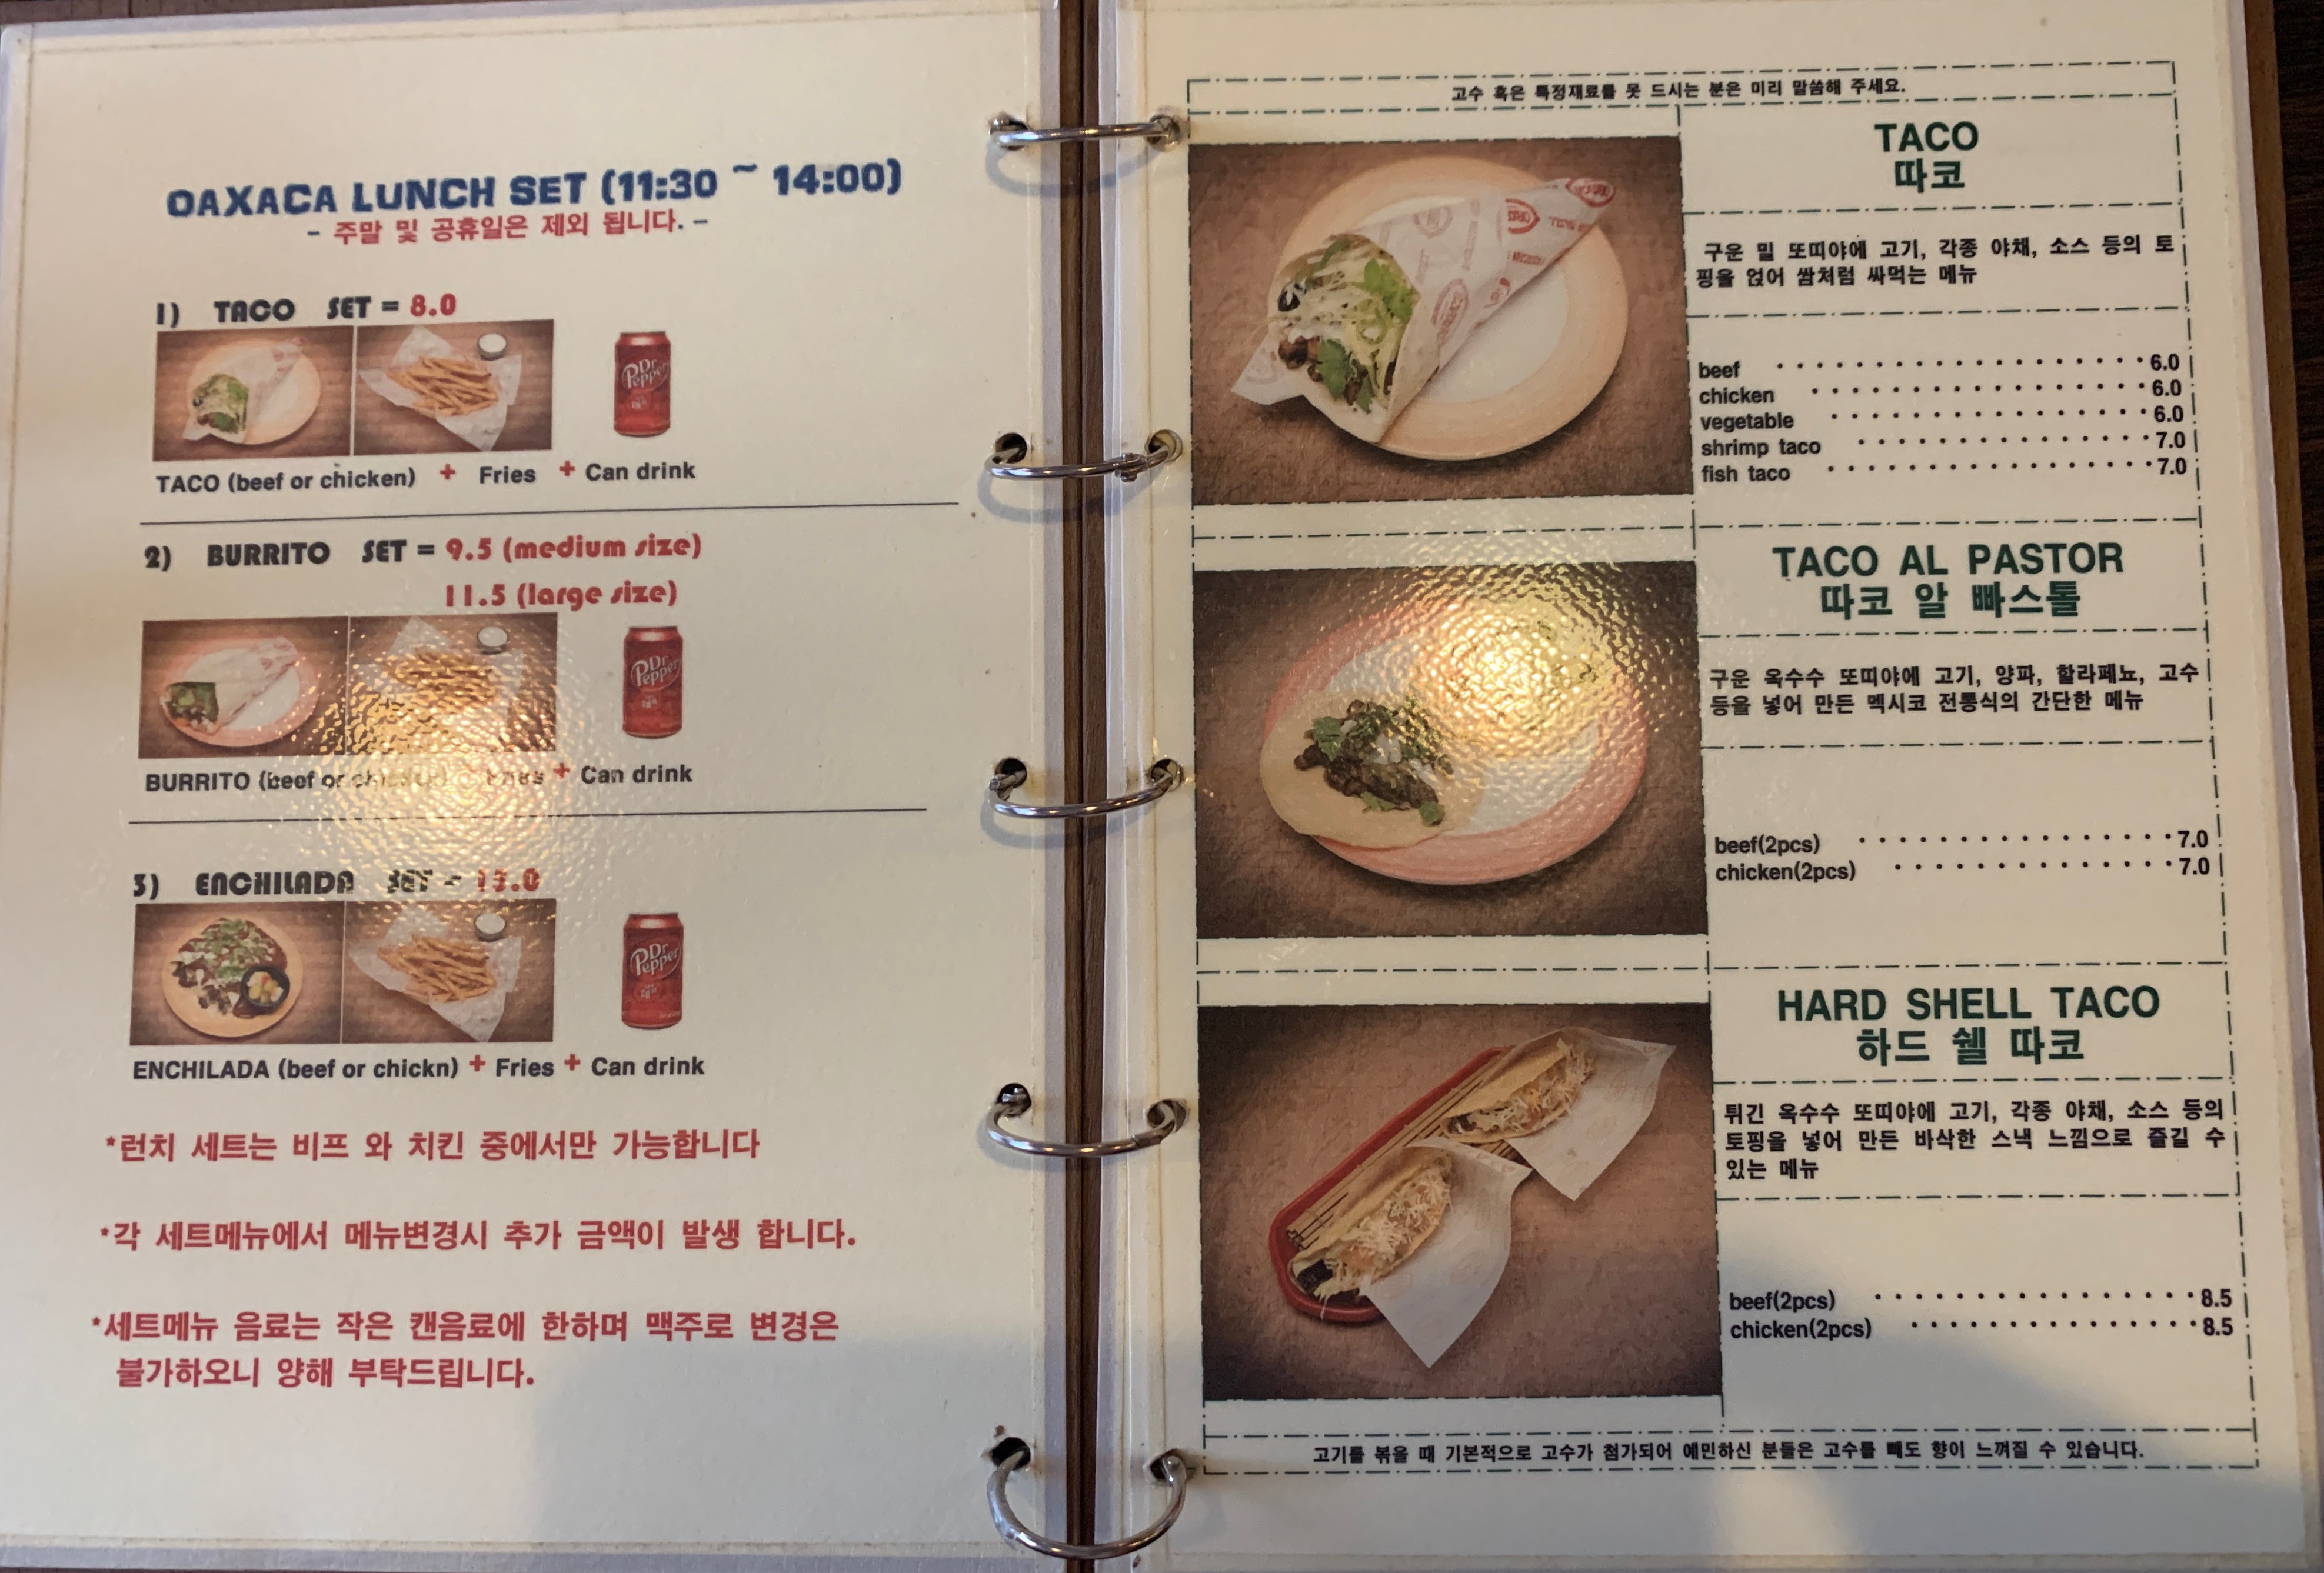 OAXACA LUNCH SET (11:30 ~ 14:00)
- 주말 및 공휴일은 제외 됩니다. -
1) TACO SET = 8.0
Dr Pepper
TACO (beef or chicken) + Fries + Can drink
2) BURRITO SET = 9.5 (medium size)
11.5 (large size)
Dr Pepper
BURRITO (beef or chicken) Fries + Can drink
3) ENCHILADA SET = 13.0
Dr Pepper
ENCHILADA (beef or chickn) + Fries + Can drink
*런치 세트는 비프 와 치킨 중에서만 가능합니다
*각 세트메뉴에서 메뉴변경시 추가 금액이 발생 합니다.
*세트메뉴 음료는 작은 캔음료에 한하며 맥주로 변경은
불가하오니 양해 부탁드립니다.
고수 혹은 특정재료를 못 드시는 분은 미리 말씀해 주세요.
TACO
따코
구운 밀 또띠야에 고기, 각종 야채, 소스 등의 토
핑을 얹어 쌈처럼 싸먹는 메뉴
beef 6.0
chicken 6.0
vegetable 6.0
shrimp taco 7.0
fish taco 7.0
TACO AL PASTOR
따코 알 빠스톨
구운 옥수수 또띠야에 고기, 양파, 할라페뇨, 고수
등을 넣어 만든 멕시코 전통식의 간단한 메뉴
beef(2pcs) 7.0
chicken(2pcs) 7.0
HARD SHELL TACO
하드 쉘 따코
튀긴 옥수수 또띠야에 고기, 각종 야채, 소스 등의
토핑을 넣어 만든 바삭한 스낵 느낌으로 즐길 수
있는 메뉴
beef(2pcs) 8.5
chicken(2pcs) 8.5
고기를 볶을 때 기본적으로 고수가 첨가되어 예민하신 분들은 고수를 빼도 향이 느껴질 수 있습니다.